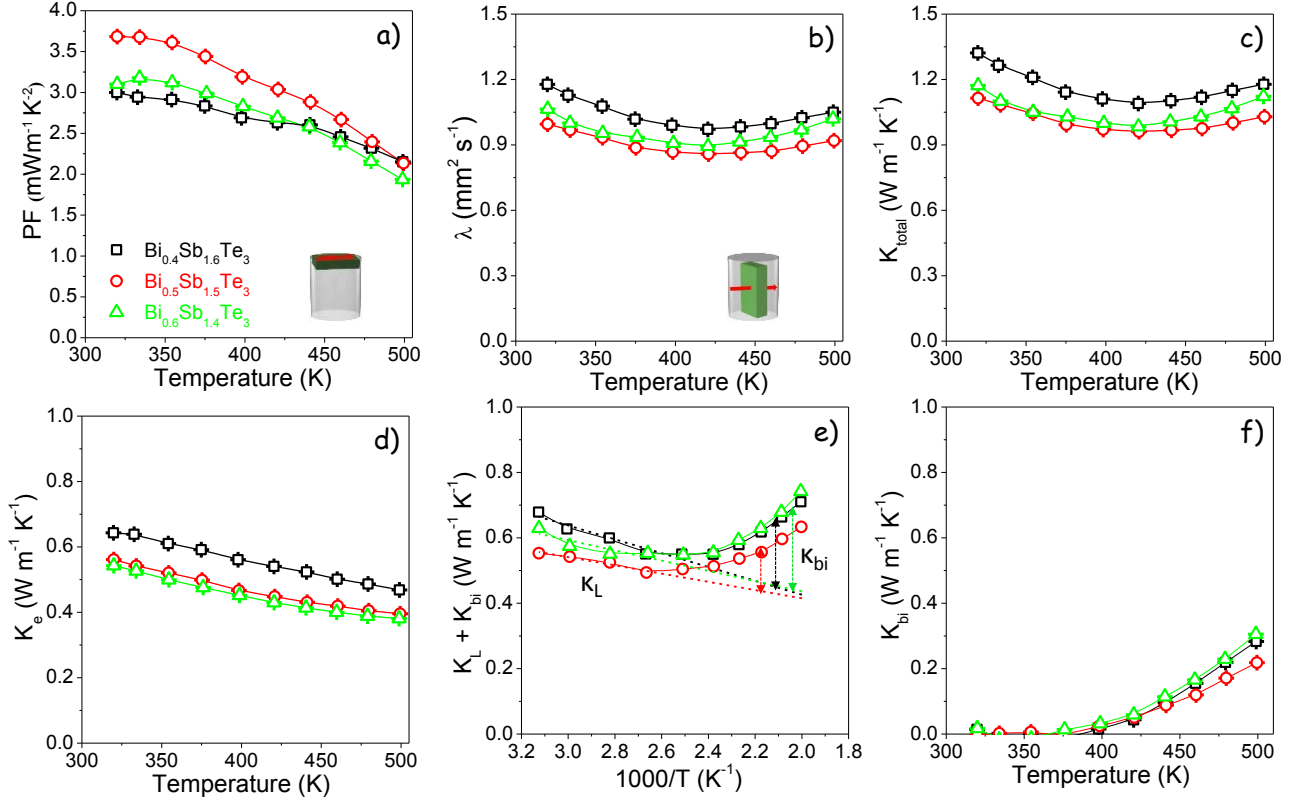 a)
PF (mWm⁻¹ K⁻²)
4.0
3.5
3.0
2.5
2.0
1.5
1.0
0.5
0.0
Bi₀.₄Sb₁.₆Te₃
Bi₀.₅Sb₁.₅Te₃
Bi₀.₆Sb₁.₄Te₃
300 350 400 450 500
Temperature (K)
b)
λ (mm² s⁻¹)
1.5
1.2
0.9
0.6
0.3
0.0
300 350 400 450 500
Temperature (K)
c)
K_total (W m⁻¹ K⁻¹)
1.5
1.2
0.9
0.6
0.3
0.0
300 350 400 450 500
Temperature (K)
d)
K_e (W m⁻¹ K⁻¹)
1.0
0.8
0.6
0.4
0.2
0.0
300 350 400 450 500
Temperature (K)
e)
K_L + K_bi (W m⁻¹ K⁻¹)
1.0
0.8
0.6
0.4
0.2
0.0
K_L
K_bi
3.2 3.0 2.8 2.6 2.4 2.2 2.0 1.8
1000/T (K⁻¹)
f)
K_bi (W m⁻¹ K⁻¹)
1.0
0.8
0.6
0.4
0.2
0.0
300 350 400 450 500
Temperature (K)